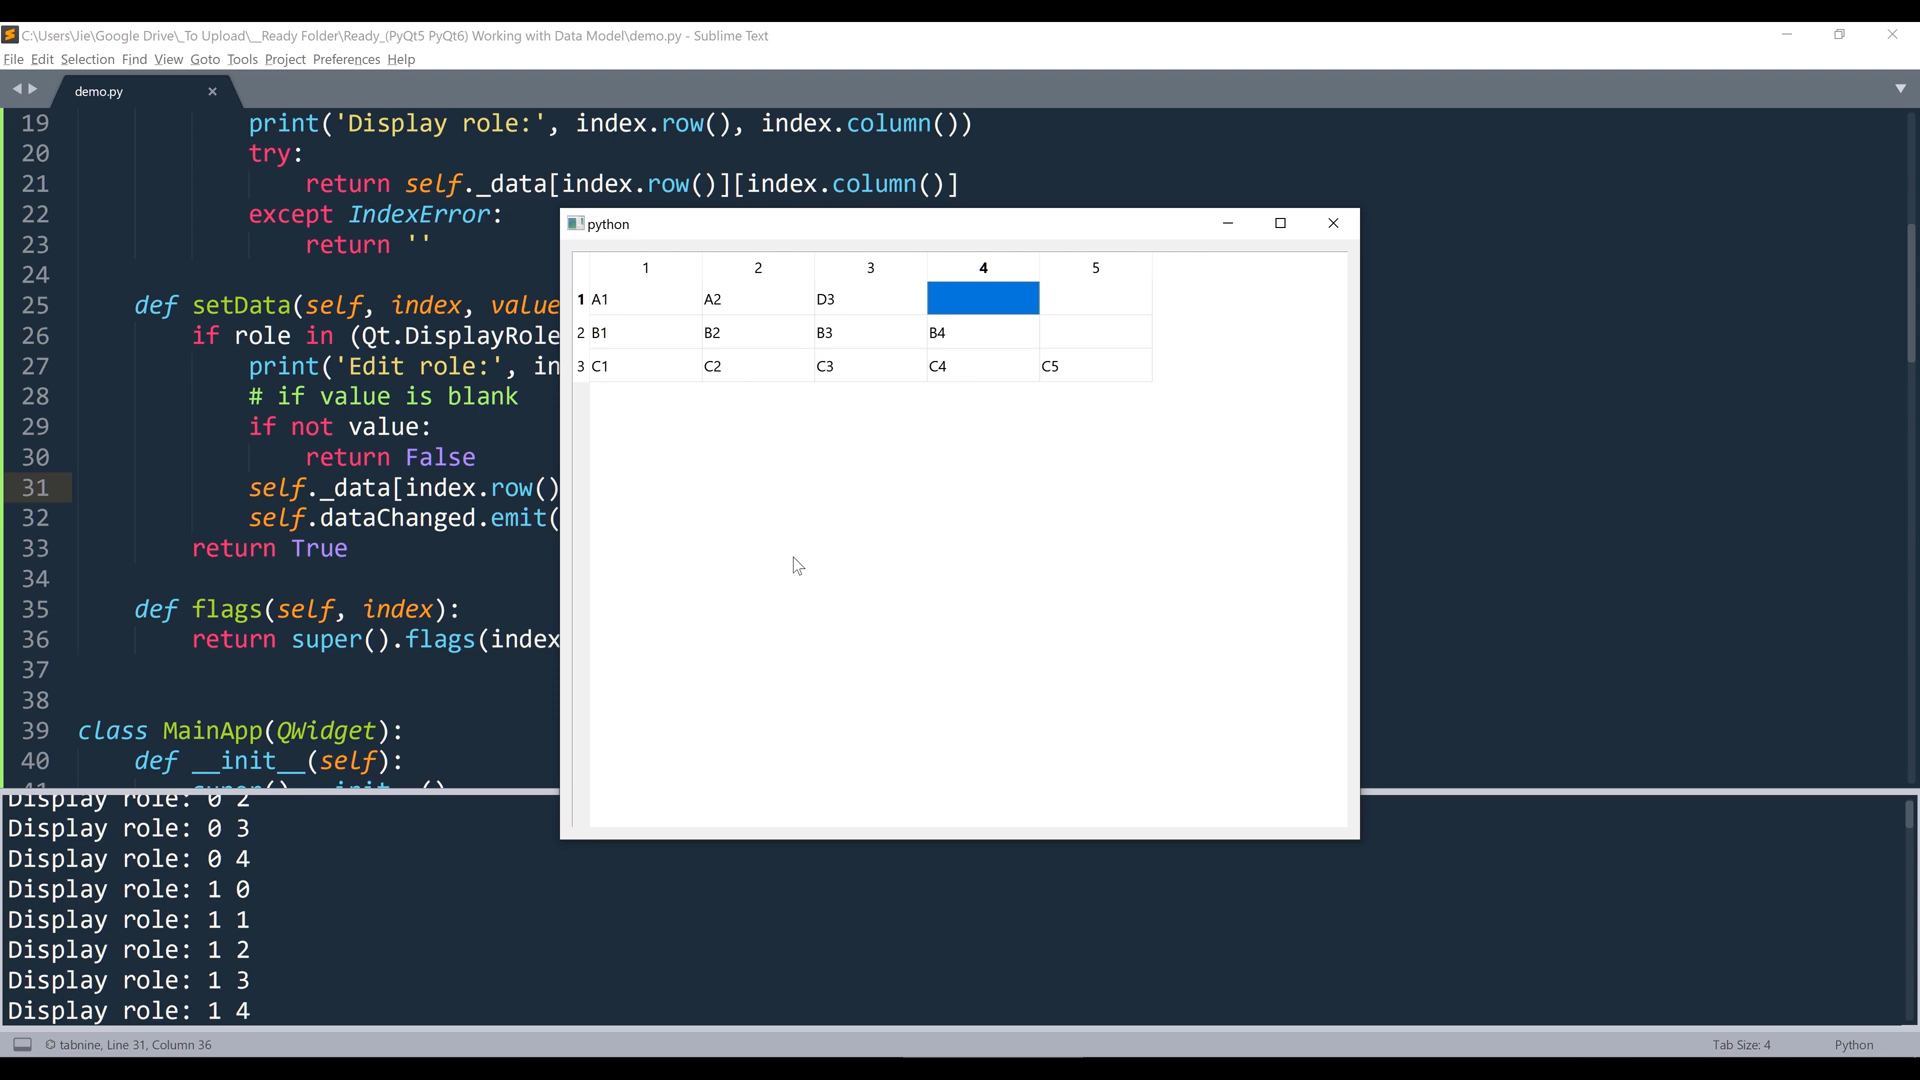 C:\Users\Jie\Google Drive\_To Upload\__Ready Folder\Ready_(PyQt5 PyQt6) Working with Data Model\demo.py - Sublime Text
File Edit Selection Find View Goto Tools Project Preferences Help
demo.py
19 print('Display role:', index.row(), index.column())
20 try:
21 return self._data[index.row()][index.column()]
22 except IndexError:
23 return ''
24
25 def setData(self, index, value
26 if role in (Qt.DisplayRole
27 print('Edit role:', in
28 # if value is blank
29 if not value:
30 return False
31 self._data[index.row()
32 self.dataChanged.emit(
33 return True
34
35 def flags(self, index):
36 return super().flags(index
37
38
39 class MainApp(QWidget):
40 def __init__(self):
41 super().__init__()
python
1 2 3 4 5
1 A1 A2 D3
2 B1 B2 B3 B4
3 C1 C2 C3 C4 C5
Display role: 0 2
Display role: 0 3
Display role: 0 4
Display role: 1 0
Display role: 1 1
Display role: 1 2
Display role: 1 3
Display role: 1 4
tabnine, Line 31, Column 36
Tab Size: 4
Python